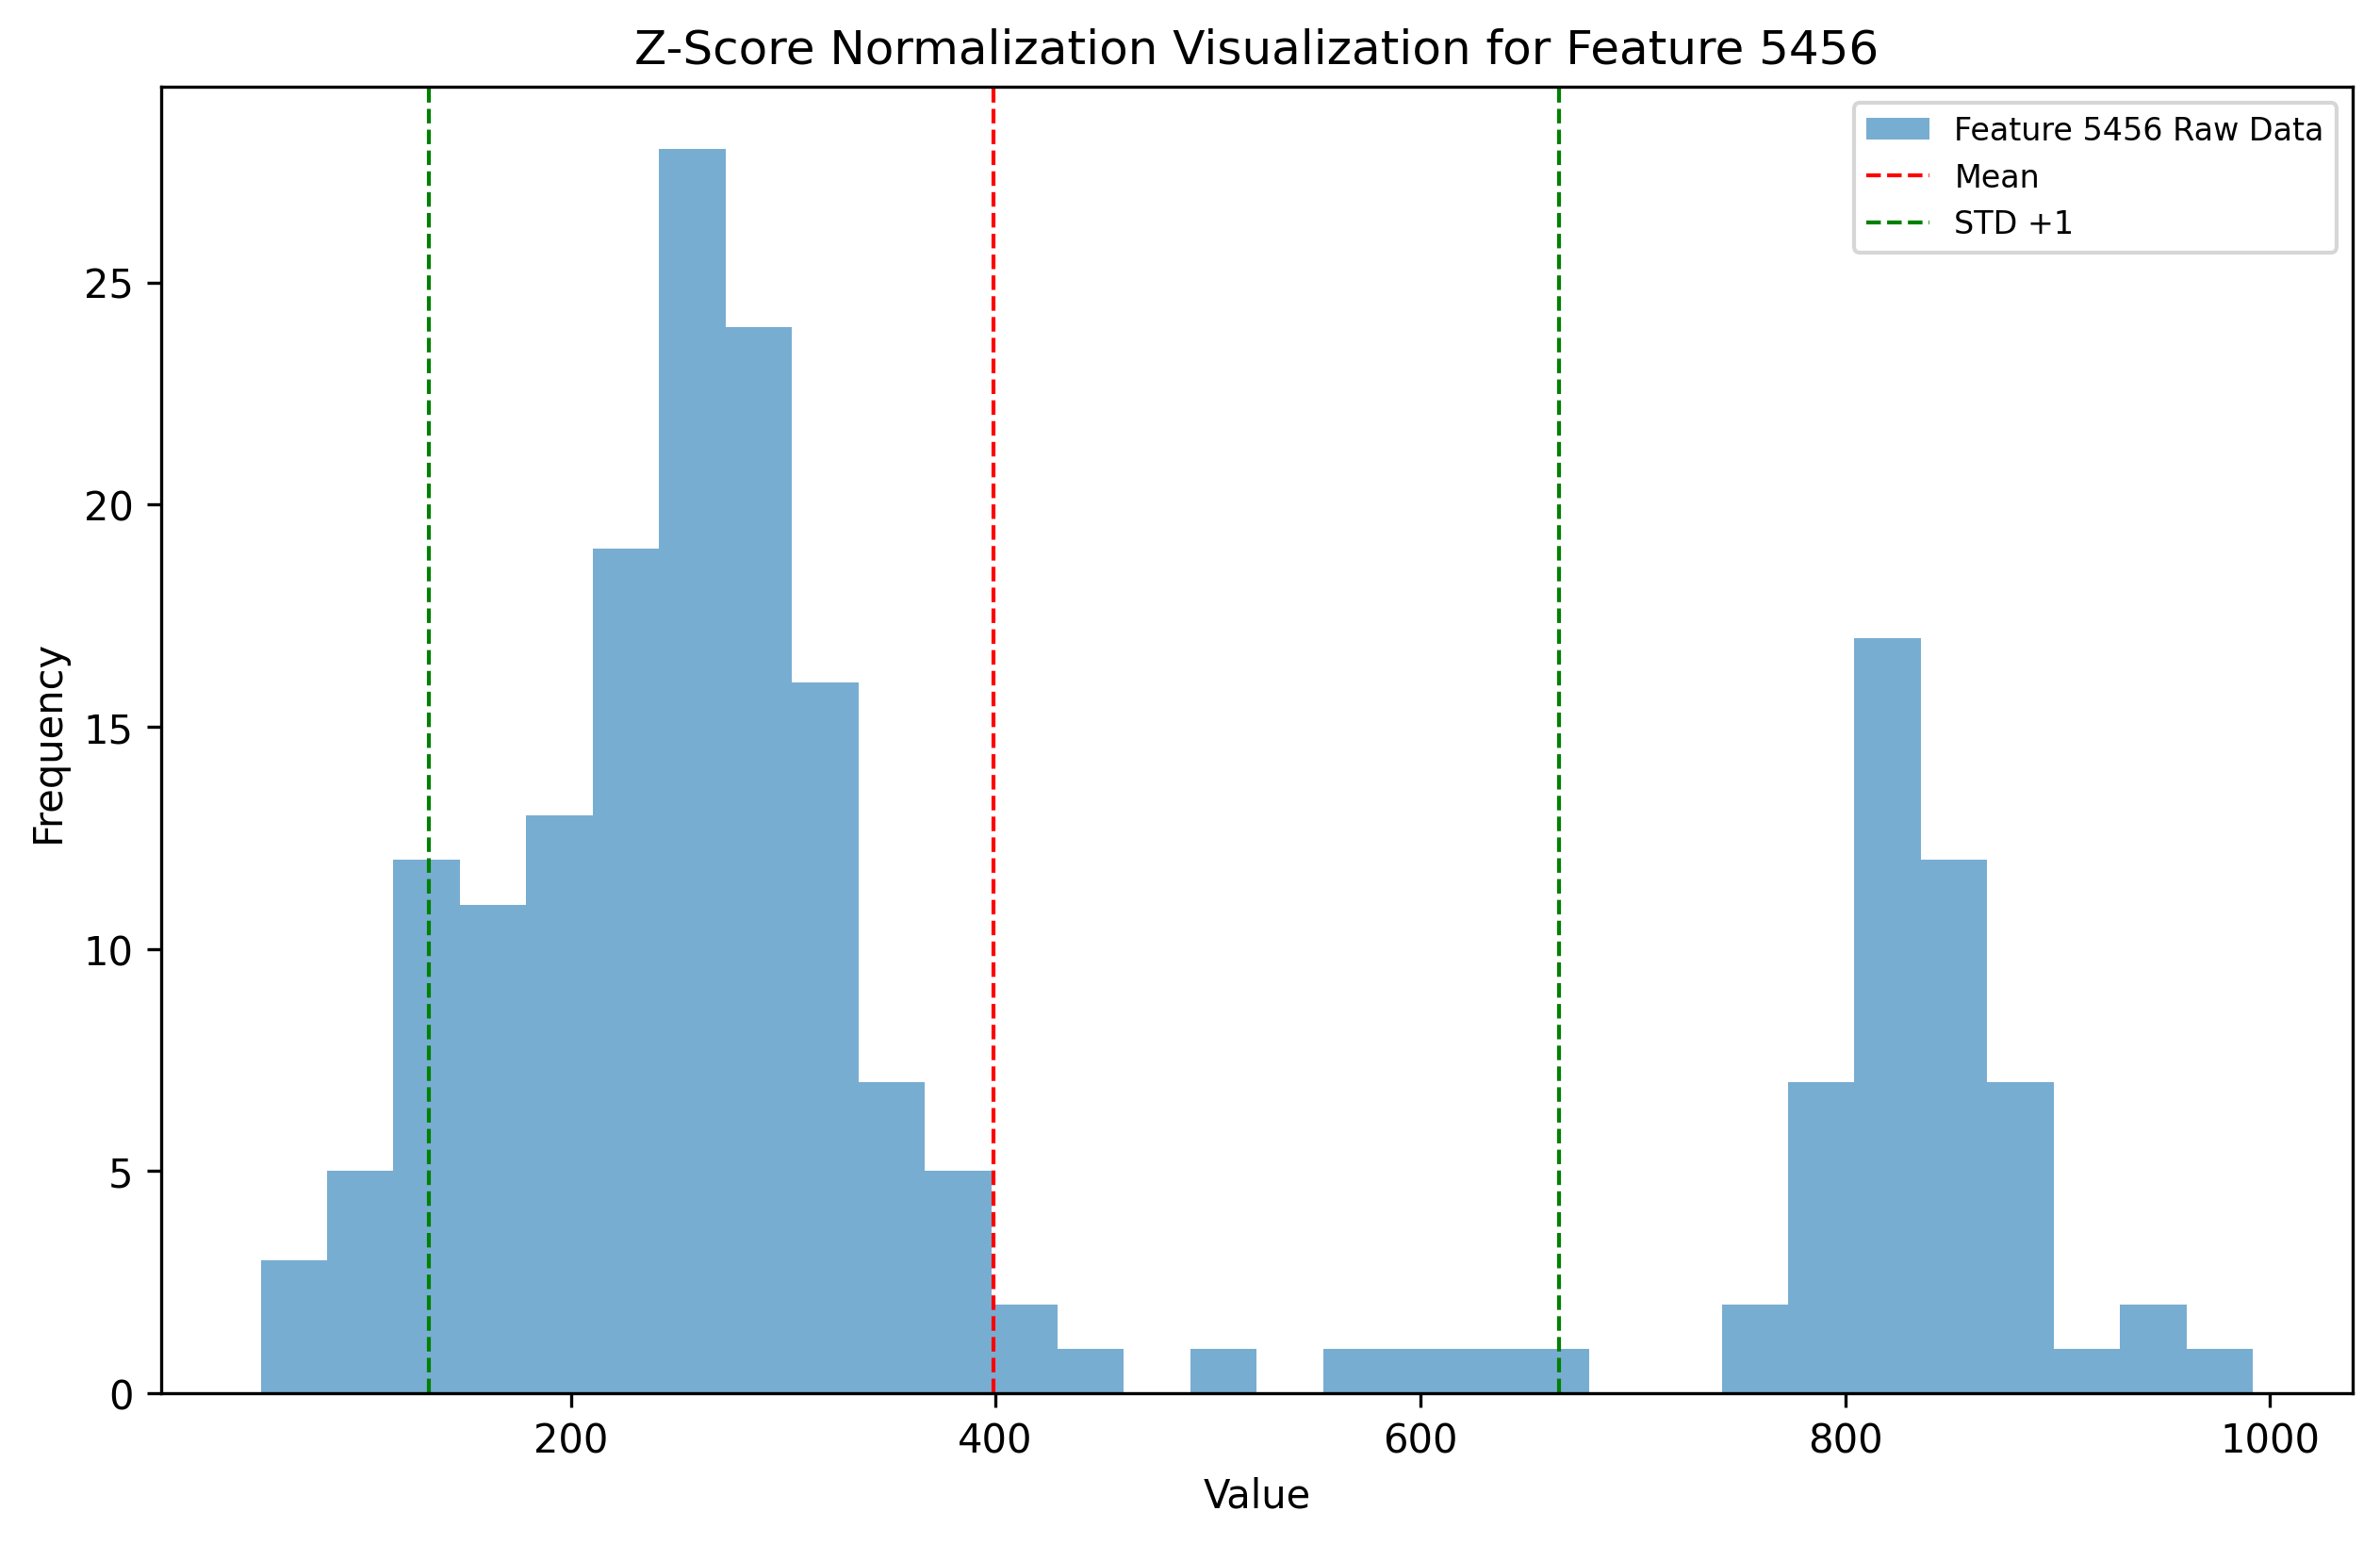 Z-Score Normalization Visualization for Feature 5456
Feature 5456 Raw Data
Mean
STD +1
Frequency
25
20
15
10
5
0
200 400 600 800 1000
Value